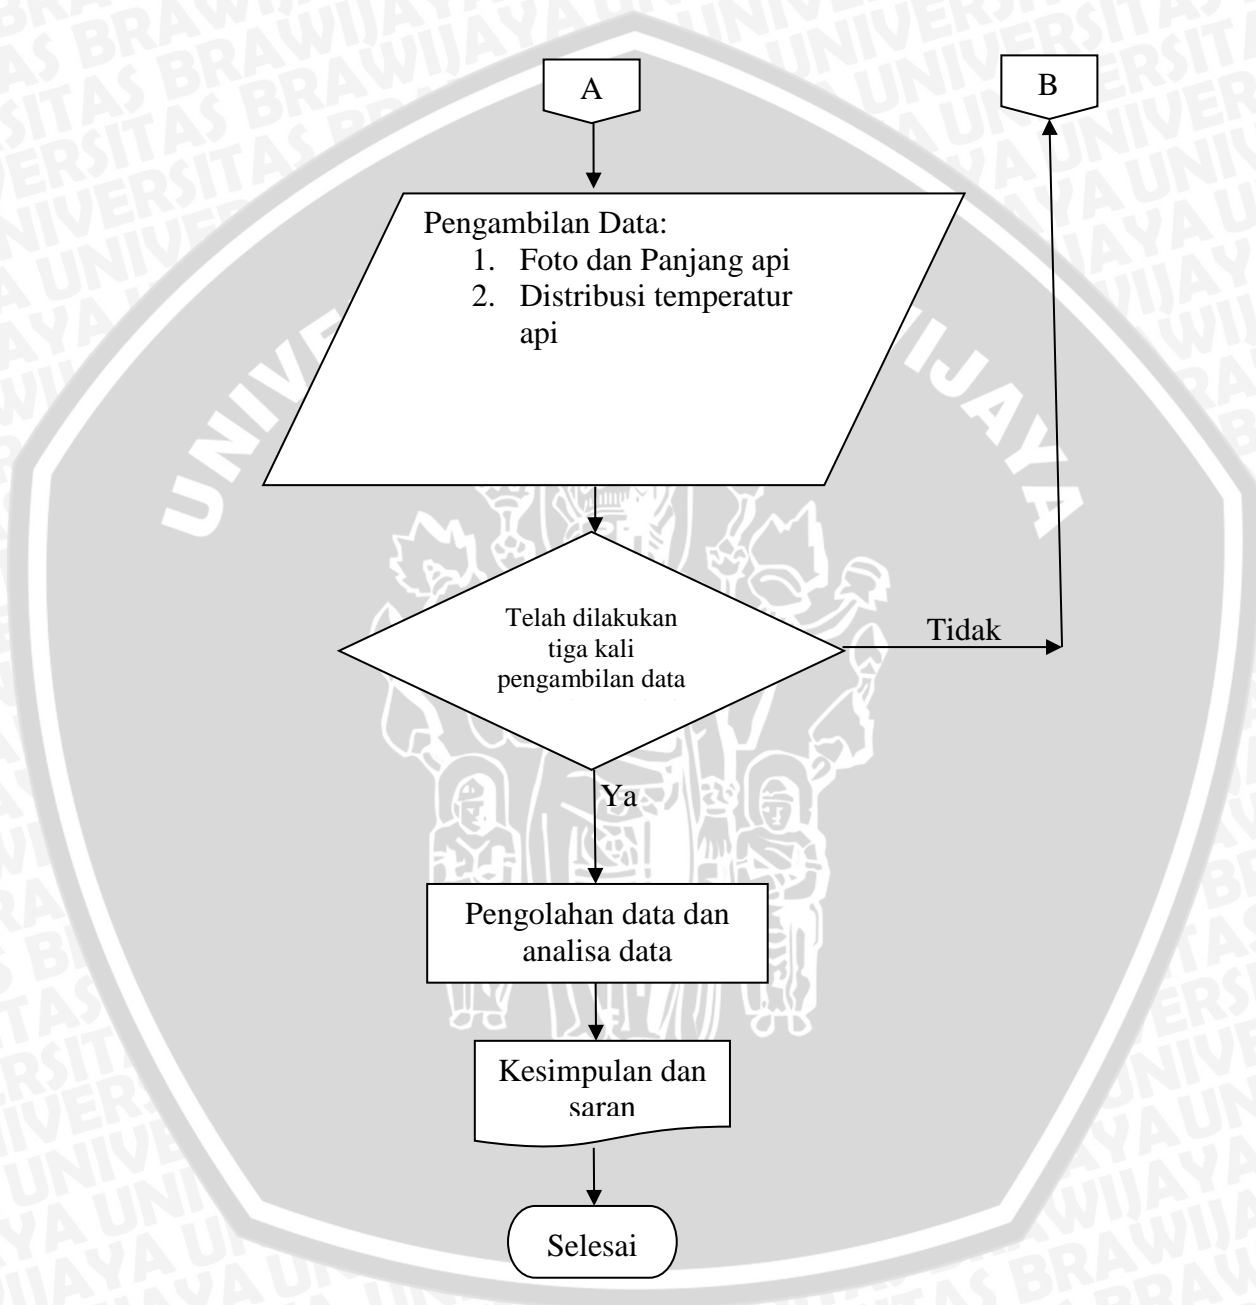 A
B
Pengambilan Data:
1. Foto dan Panjang api
2. Distribusi temperatur
api
Telah dilakukan
tiga kali
pengambilan data
Tidak
Ya
Pengolahan data dan
analisa data
Kesimpulan dan
saran
Selesai